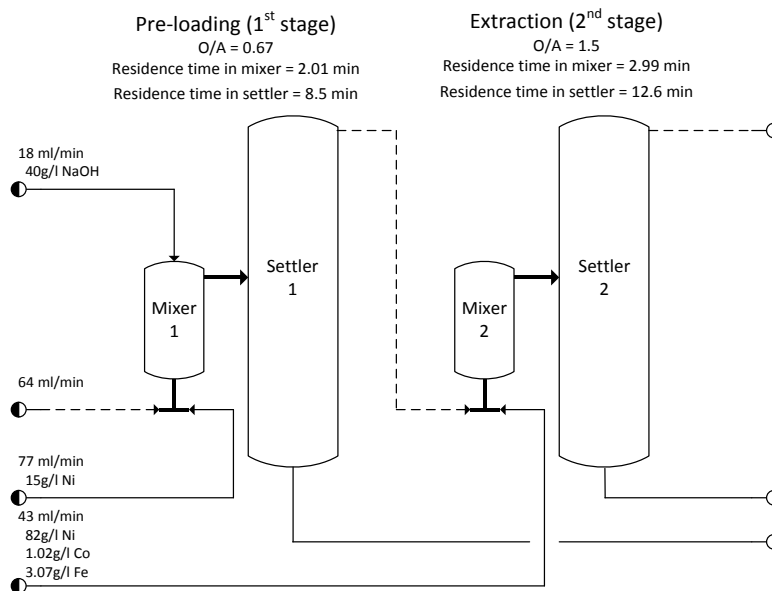 Pre-loading (1st stage)
O/A = 0.67
Residence time in mixer = 2.01 min
Residence time in settler = 8.5 min
Extraction (2nd stage)
O/A = 1.5
Residence time in mixer = 2.99 min
Residence time in settler = 12.6 min
18 ml/min
40g/l NaOH
Mixer
1
Settler
1
Mixer
2
Settler
2
64 ml/min
77 ml/min
15g/l Ni
43 ml/min
82g/l Ni
1.02g/l Co
3.07g/l Fe